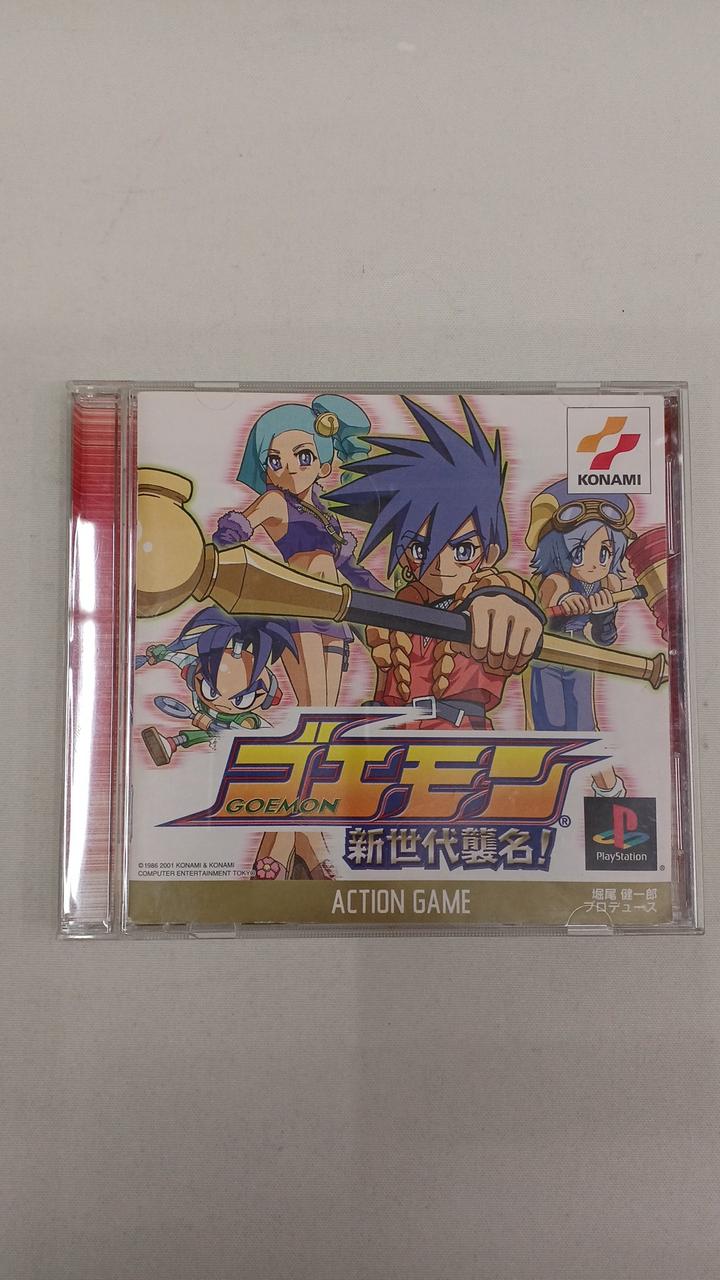 KONAMI
ゴエモン
GOEMON
®
新世代襲名!
PlayStation
®
©1986 2001 KONAMI & KONAMI
COMPUTER ENTERTAINMENT TOKYO
ACTION GAME
堀尾 健一郎
プロデュース